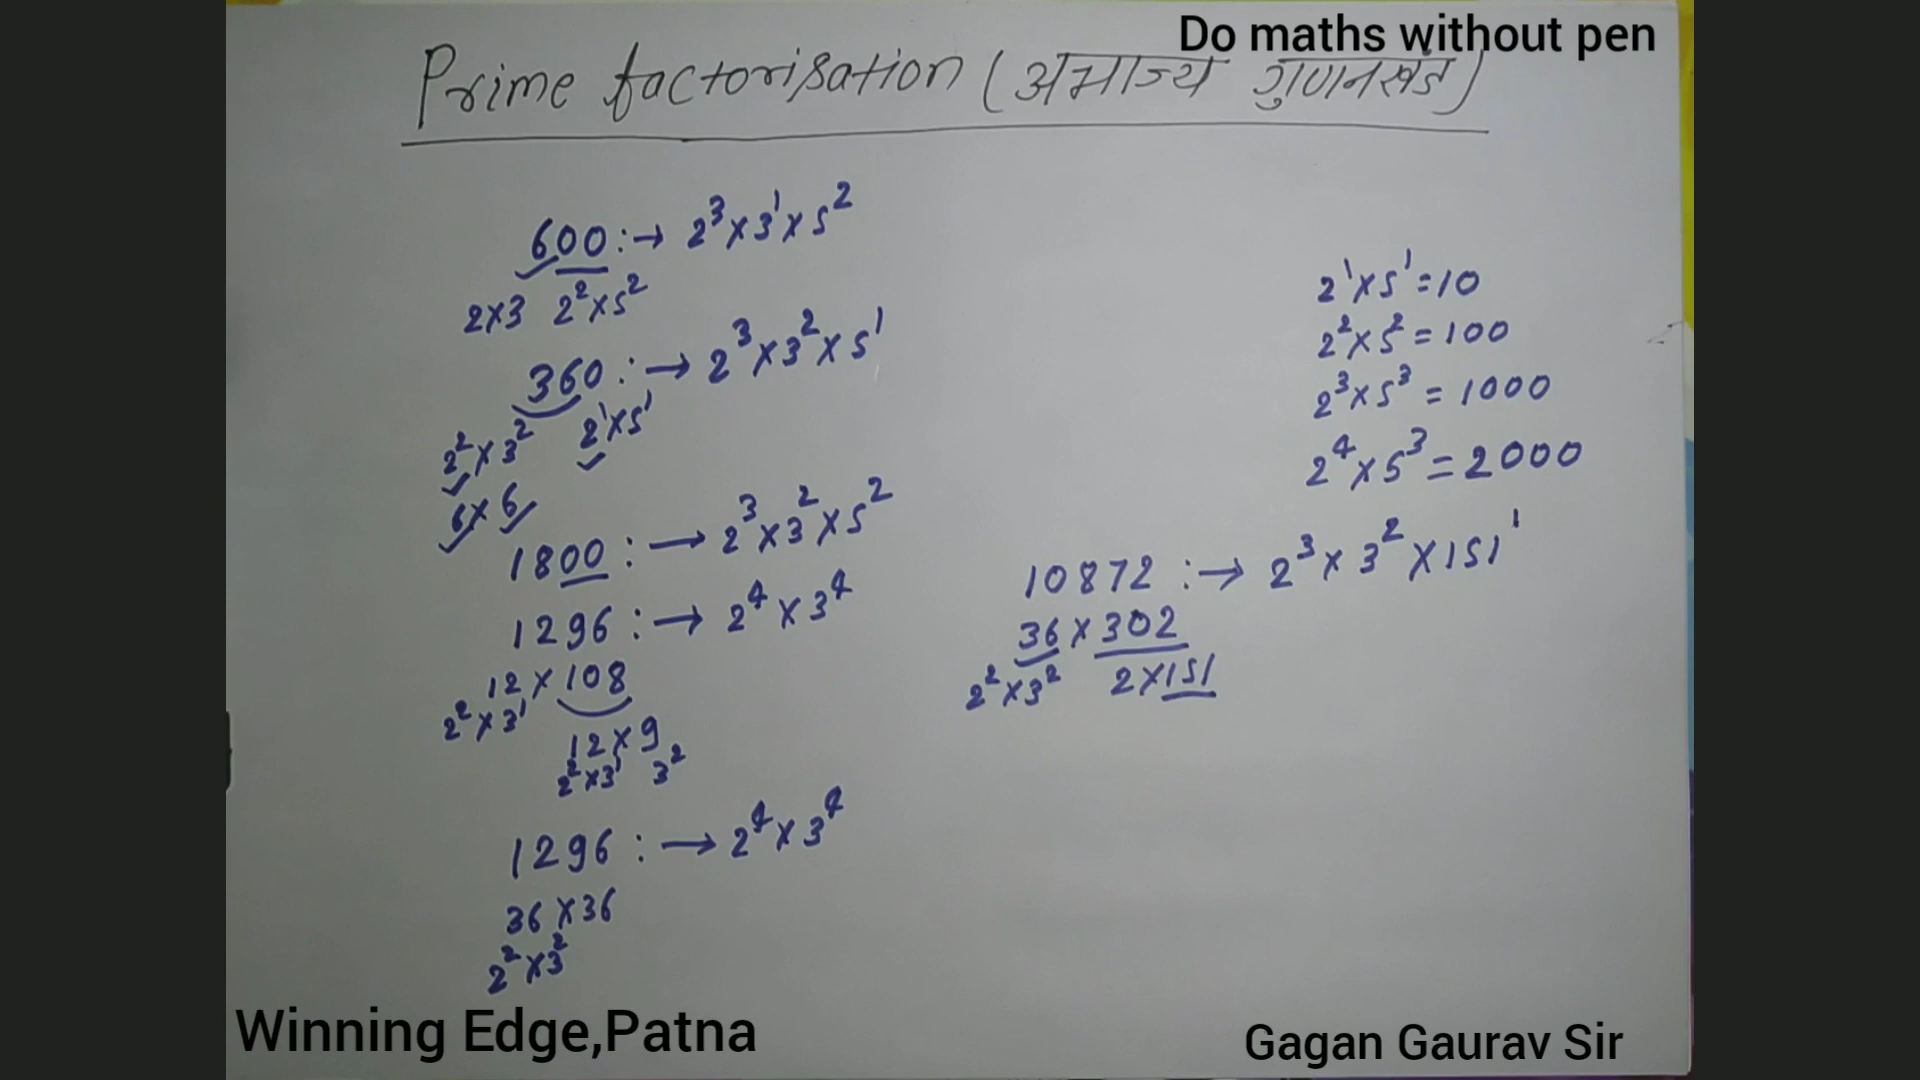 Do maths without pen
Prime factorisation (अभाज्य गुणनखंड)
600 :→ 2³×3¹×5²
2×3 2²×5²
360 :→ 2³×3²×5¹
2²×3² 2¹×5¹
6×6
1800 :→ 2³×3²×5²
1296 :→ 2⁴×3⁴
12×108
2²×3¹
12×9
2²×3¹ 3²
1296 :→ 2⁴×3⁴
36×36
2²×3²
2¹×5¹=10
2²×5²=100
2³×5³=1000
2⁴×5³=2000
10872 :→ 2³×3²×151¹
36×302
2²×3² 2×151
Winning Edge,Patna
Gagan Gaurav Sir